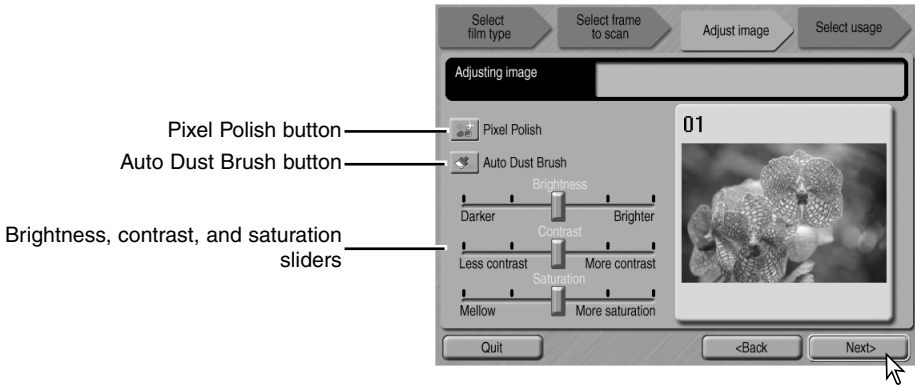 Select
film type
Select frame
to scan
Adjust image
Select usage
Adjusting image
Pixel Polish button
Pixel Polish
01
Auto Dust Brush button
Auto Dust Brush
Brightness
Darker
Brighter
Brightness, contrast, and saturation
sliders
Contrast
Less contrast
More contrast
Saturation
Mellow
More saturation
Quit
<Back
Next>